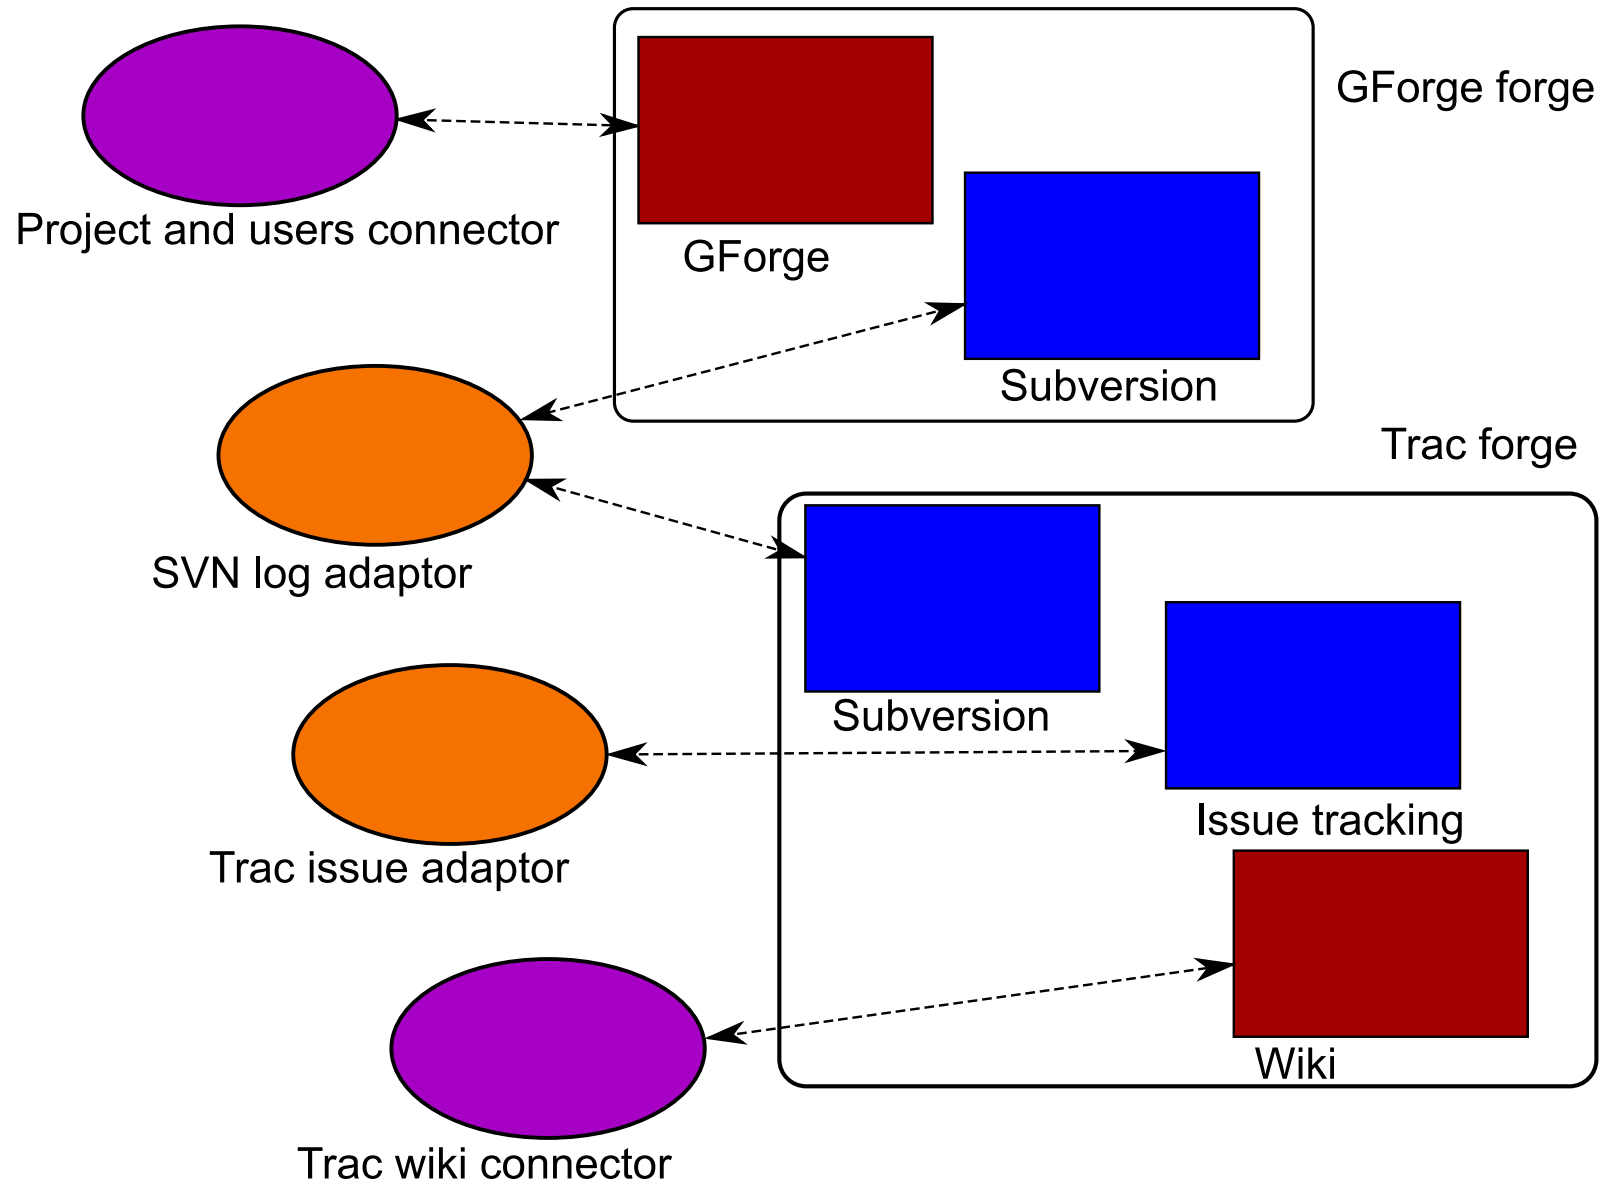 GForge forge
Project and users connector
GForge
Subversion
Trac forge
SVN log adaptor
Subversion
Issue tracking
Trac issue adaptor
Wiki
Trac wiki connector